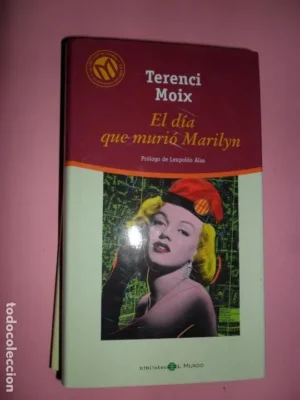 Terenci
Moix
El día
que murió Marilyn
Prólogo de Leopoldo Alas
BIBLIOTECA EL MUNDO
todocoleccion